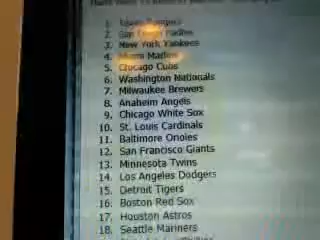 1.
2. San
3. New York Yankees
4. Miami Marlins
5. Chicago Cubs
6. Washington Nationals
7. Milwaukee Brewers
8. Anaheim Angels
9. Chicago White Sox
10. St. Louis Cardinals
11. Baltimore Orioles
12. San Francisco Giants
13. Minnesota Twins
14. Los Angeles Dodgers
15. Detroit Tigers
16. Boston Red Sox
17. Houston Astros
18. Seattle Mariners